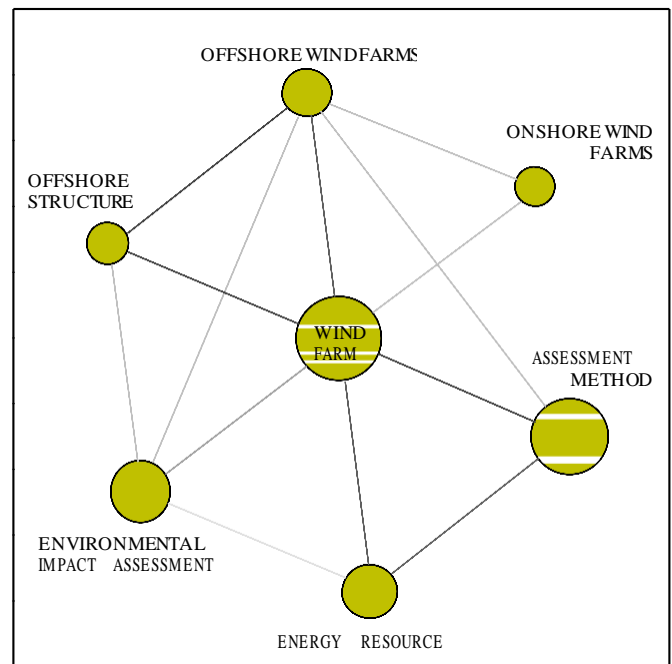 OFFSHORE WINDFARMS
ONSHORE WIND
FARMS
OFFSHORE
STRUCTURE
WIND
FARM
ASSESSMENT
METHOD
ENVIRONMENTAL
IMPACT ASSESSMENT
ENERGY RESOURCE